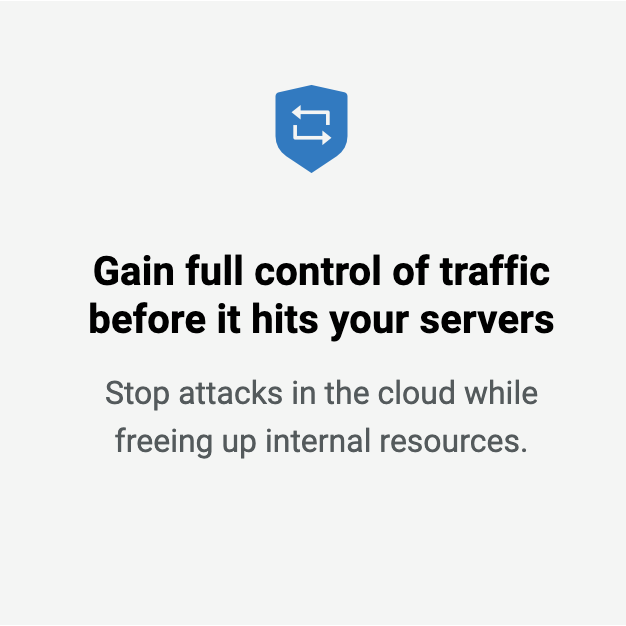 Gain full control of traffic
before it hits your servers
Stop attacks in the cloud while
freeing up internal resources.